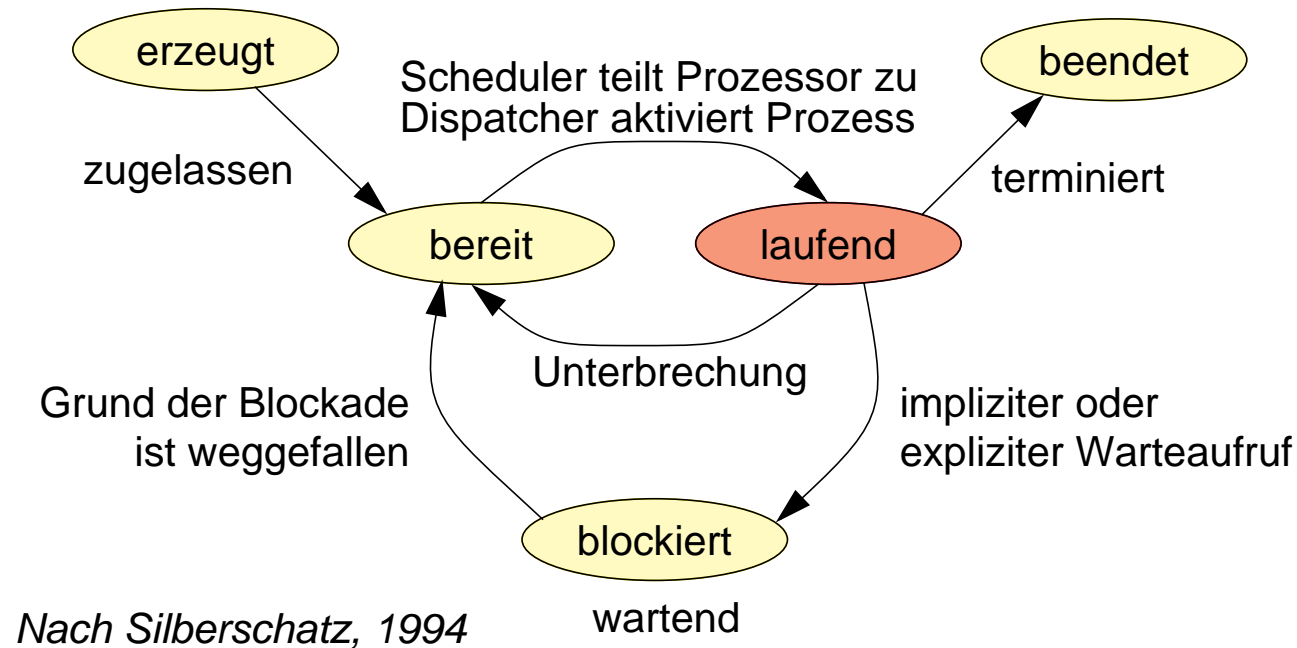 erzeugt
beendet
Scheduler teilt Prozessor zu
Dispatcher aktiviert Prozess
zugelassen
terminiert
bereit
laufend
Unterbrechung
Grund der Blockade
ist weggefallen
impliziter oder
expliziter Warteaufruf
blockiert
wartend
Nach Silberschatz, 1994